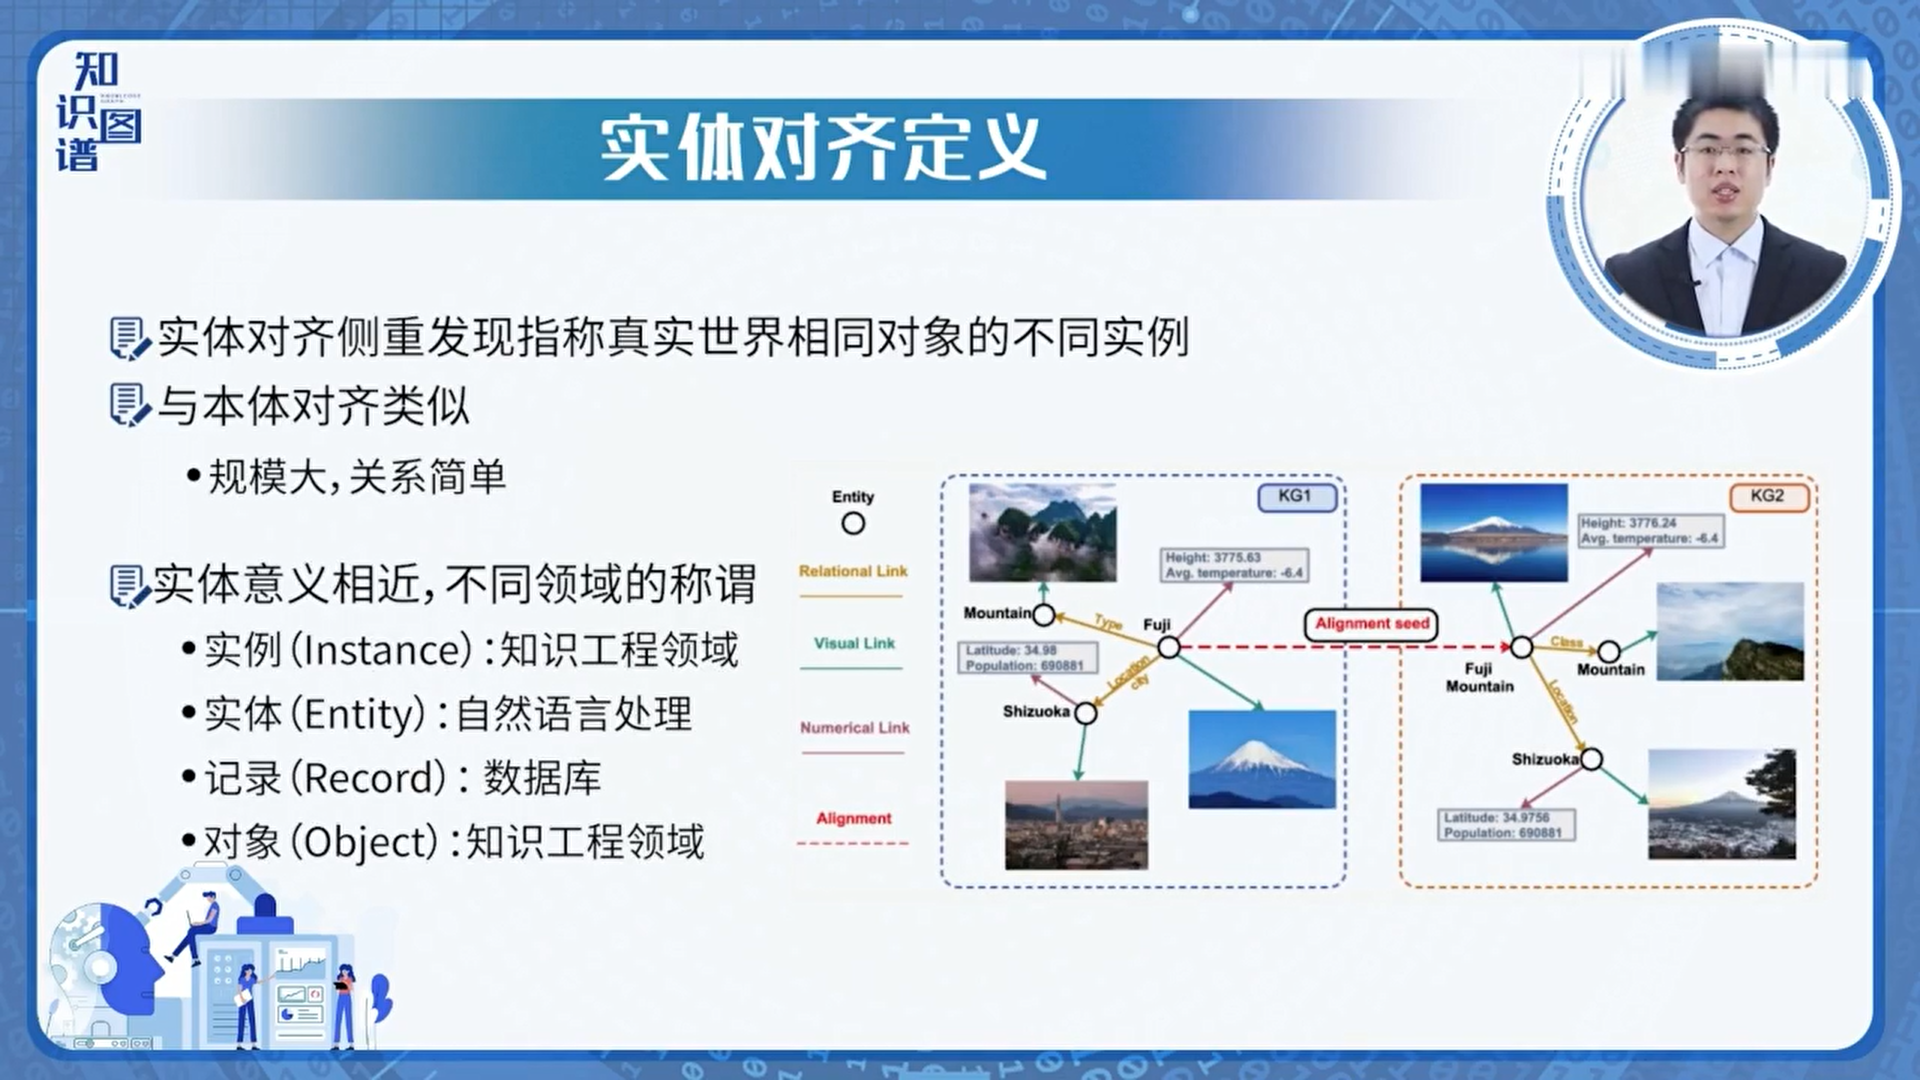 知
识图
谱
实体对齐定义
实体对齐侧重发现指称真实世界相同对象的不同实例
与本体对齐类似
•规模大，关系简单
实体意义相近，不同领域的称谓
•实例（Instance）：知识工程领域
•实体（Entity）：自然语言处理
•记录（Record）：数据库
•对象（Object）：知识工程领域
Entity
Relational Link
Visual Link
Numerical Link
Alignment
KG1
Height: 3775.63
Avg. temperature: -6.4
Mountain
Type
Fuji
Latitude: 34.98
Population: 690881
Location
city
Shizuoka
Alignment seed
KG2
Height: 3776.24
Avg. temperature: -6.4
Class
Fuji
Mountain
Mountain
Location
Shizuoka
Latitude: 34.9756
Population: 690881